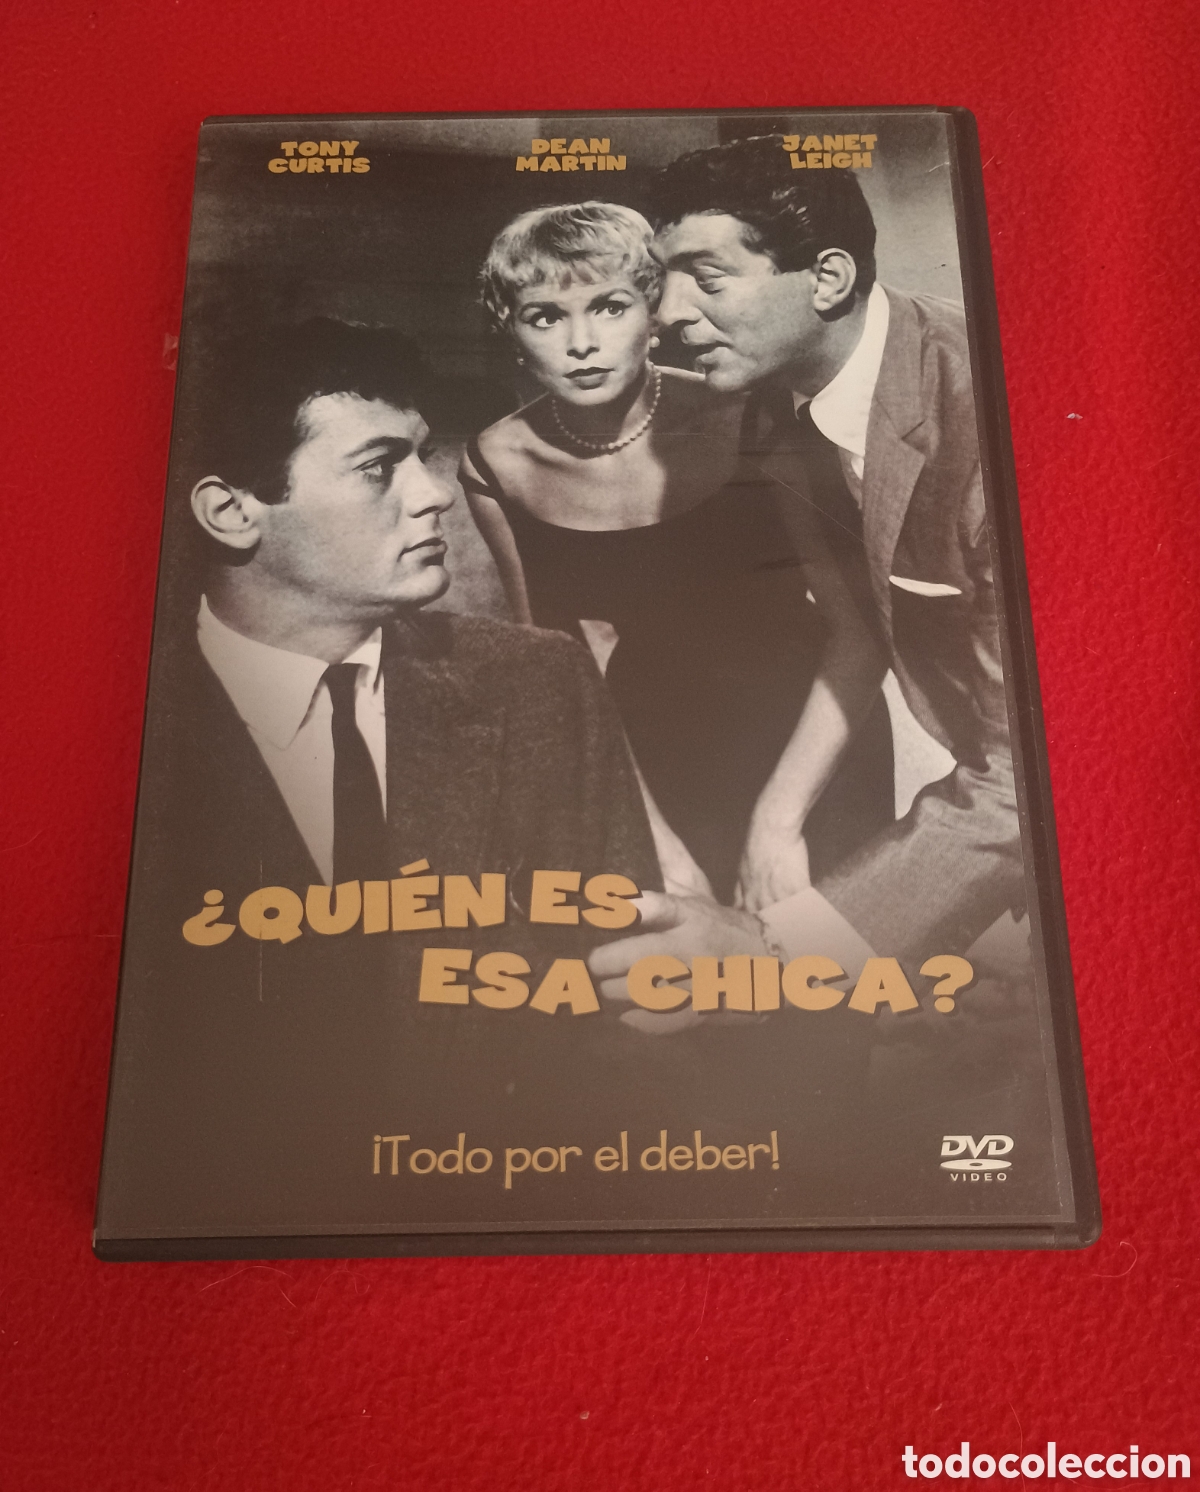 TONY
CURTIS
DEAN
MARTIN
JANET
LEIGH
¿QUIÉN ES
ESA CHICA?
¡Todo por el deber!
DVD
VIDEO
todocoleccion